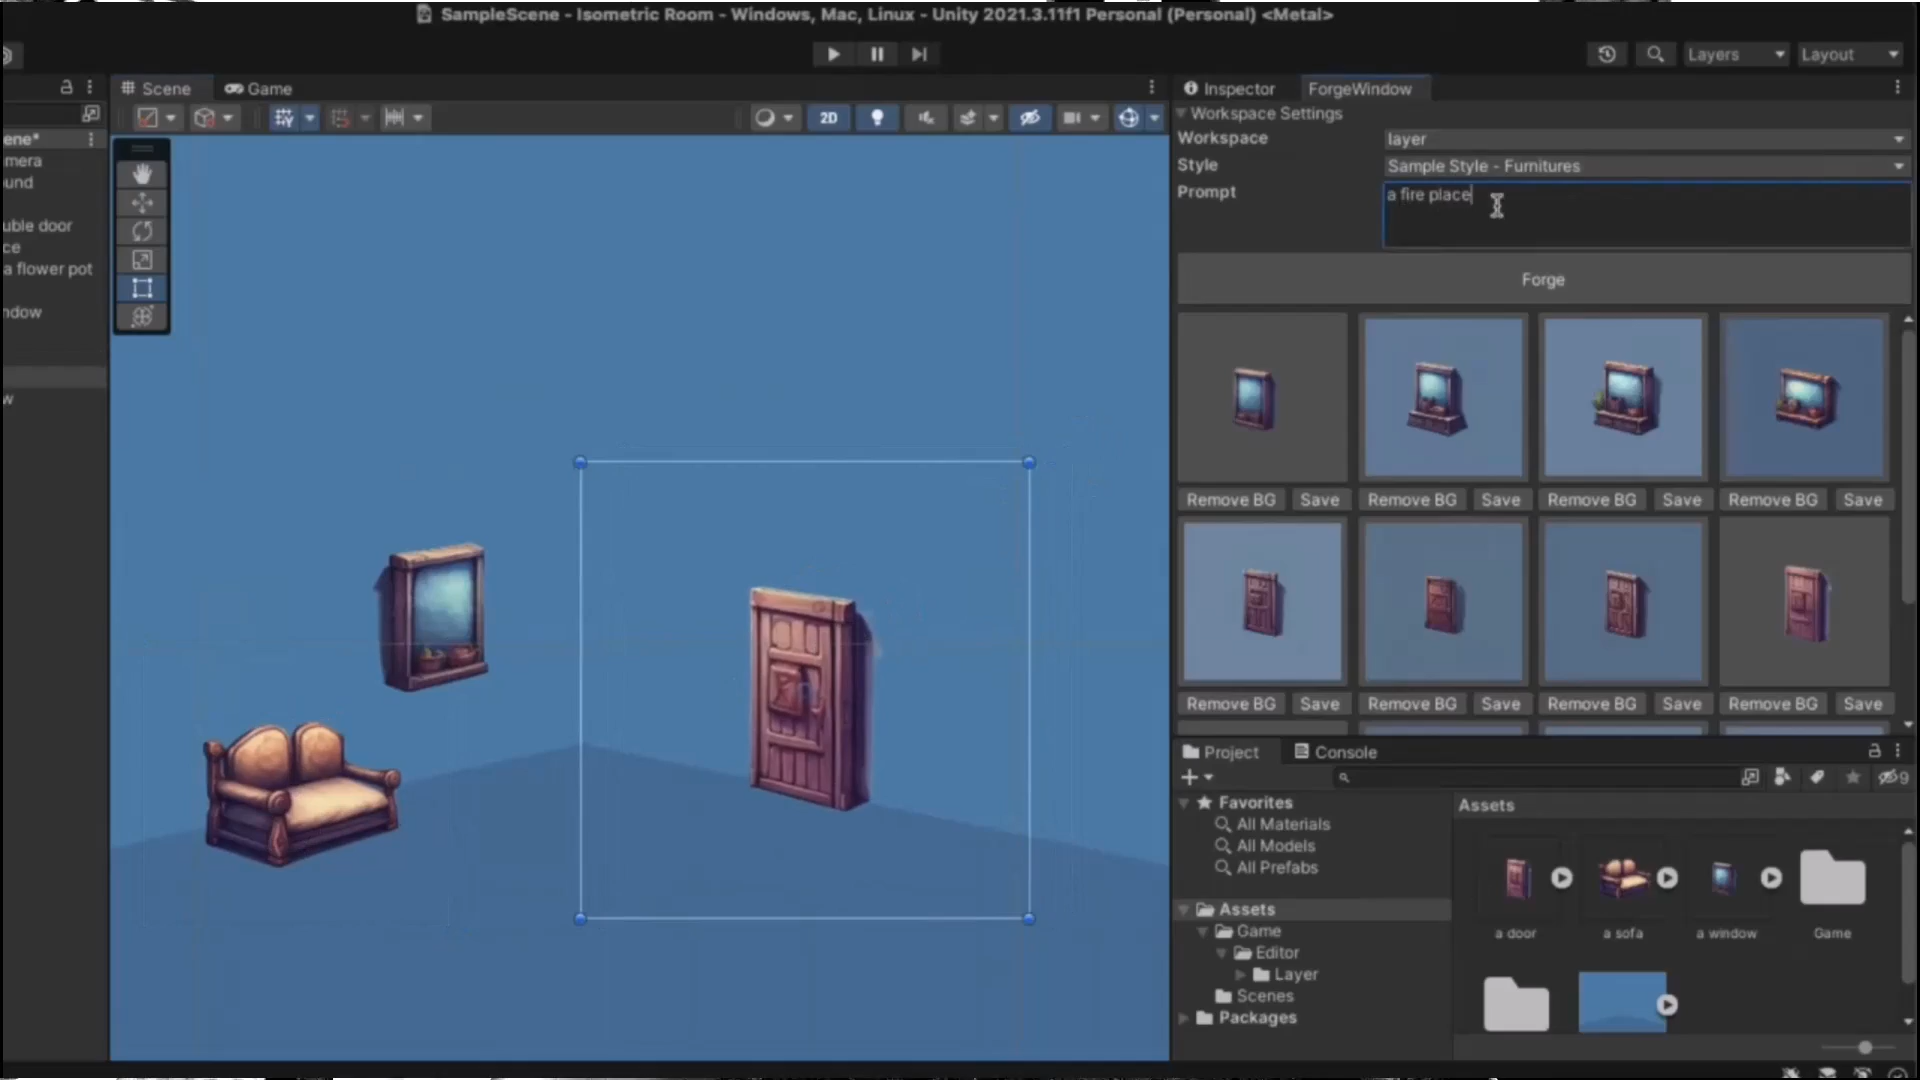 SampleScene - Isometric Room - Windows, Mac, Linux - Unity 2021.3.11f1 Personal (Personal) <Metal>
Layers
Layout
Scene
Game
Inspector
ForgeWindow
2D
Workspace Settings
Workspace
layer
Style
Sample Style - Furnitures
Prompt
a fire place
Forge
ene*
mera
und
uble door
ce
a flower pot
ndow
w
Remove BG Save Remove BG Save Remove BG Save Remove BG Save
Remove BG Save Remove BG Save Remove BG Save Remove BG Save
Project
Console
9
Favorites
All Materials
All Models
All Prefabs
Assets
Game
Editor
Layer
Scenes
Packages
Assets
a door
a sofa
a window
Game